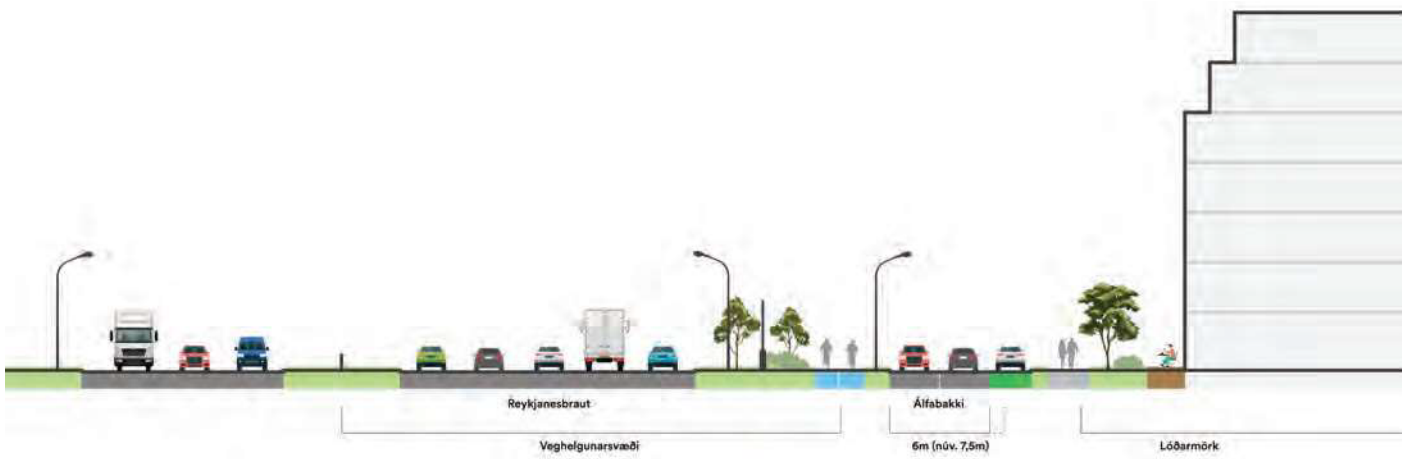 Reykjanesbraut
Álfabakki
Veghelgunarsvæði
6m (núv. 7,5m)
Lóðarmörk